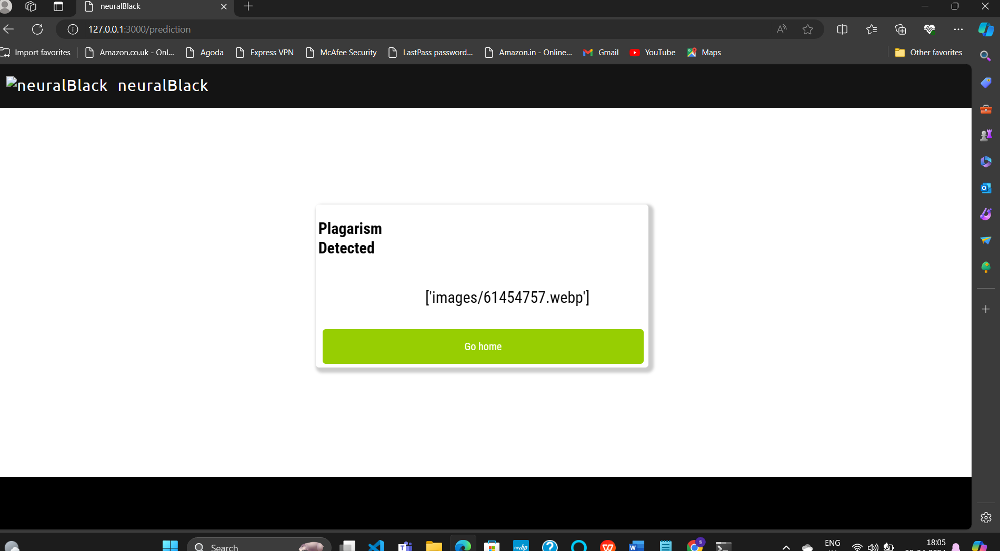 neuralBlack
127.0.0.1:3000/prediction
Import favorites
Amazon.co.uk - Onl...
Agoda
Express VPN
McAfee Security
LastPass password...
Amazon.in - Online...
Gmail
YouTube
Maps
Other favorites
neuralBlack neuralBlack
Plagarism
Detected
['images/61454757.webp']
Go home
Search
ENG
18:05